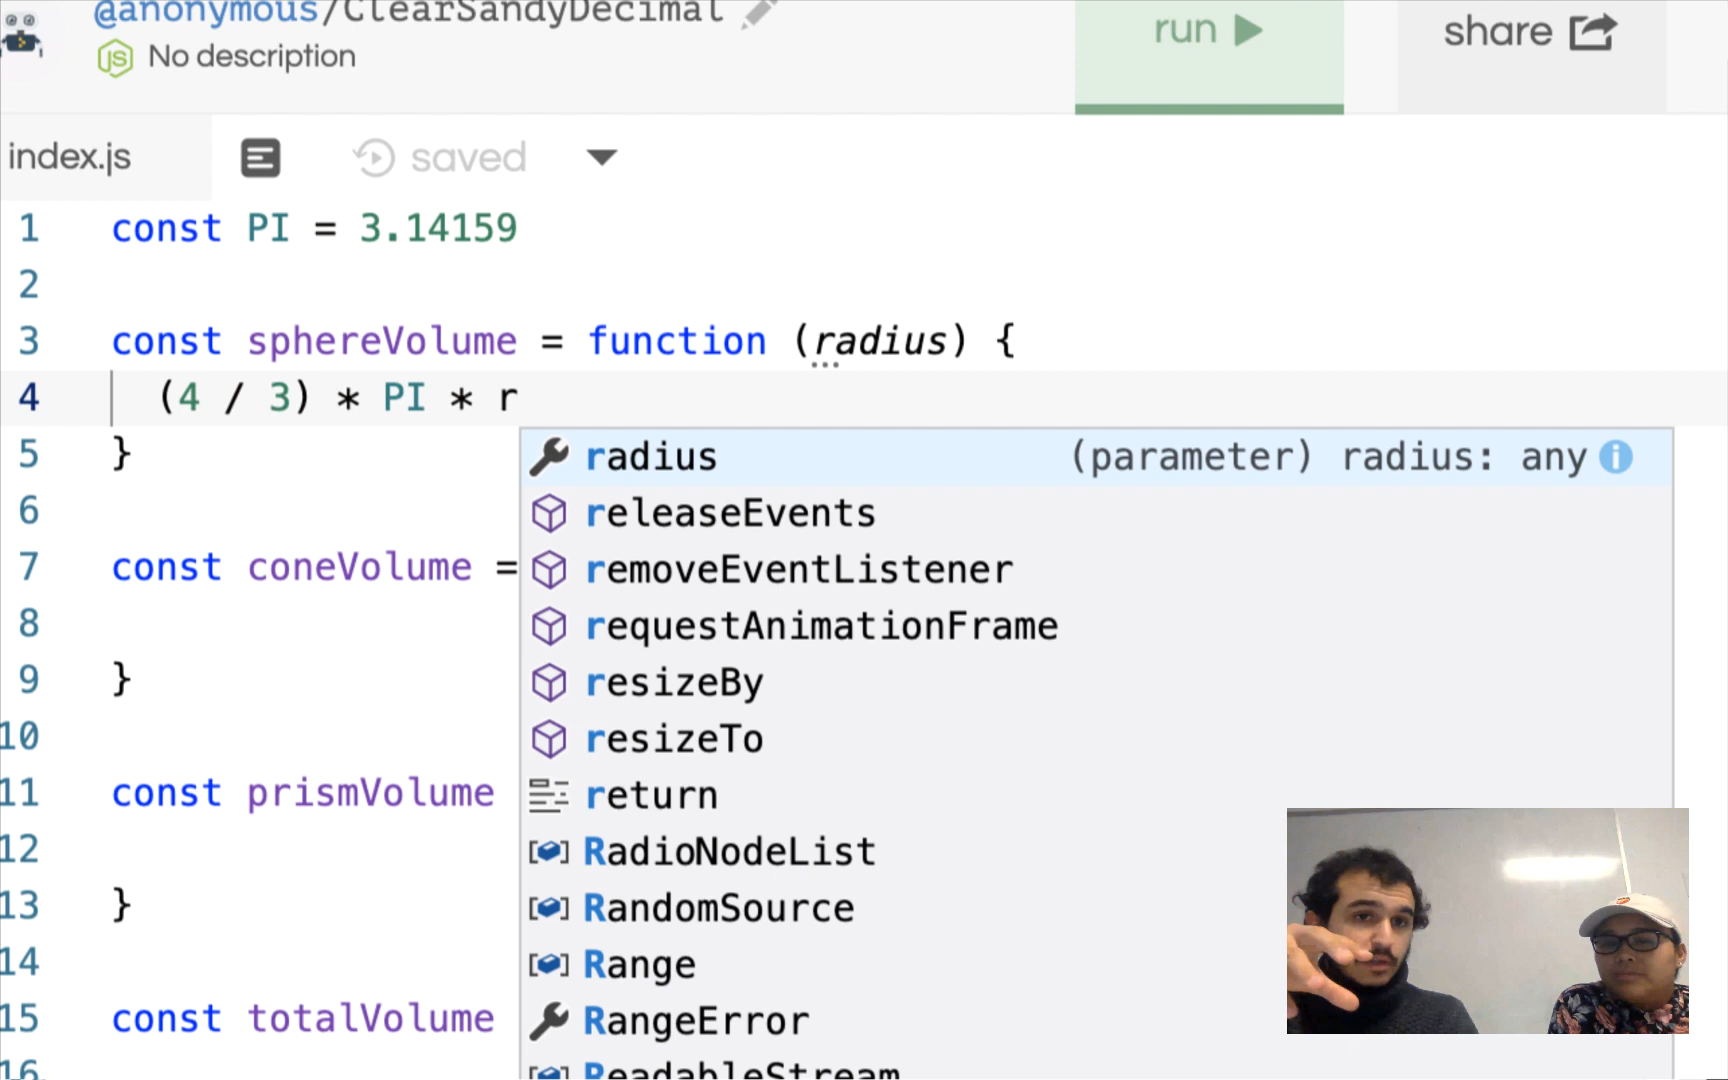 @anonymous/ClearSandyDecimal
No description
run
share
index.js
saved
1 const PI = 3.14159
2
3 const sphereVolume = function (radius) {
4 (4 / 3) * PI * r
5 }
radius (parameter) radius: any
6
releaseEvents
7 const coneVolume =
removeEventListener
8
requestAnimationFrame
9 }
resizeBy
10
resizeTo
11 const prismVolume
return
12
RadioNodeList
13 }
RandomSource
14
Range
15 const totalVolume
RangeError
16
ReadableStream